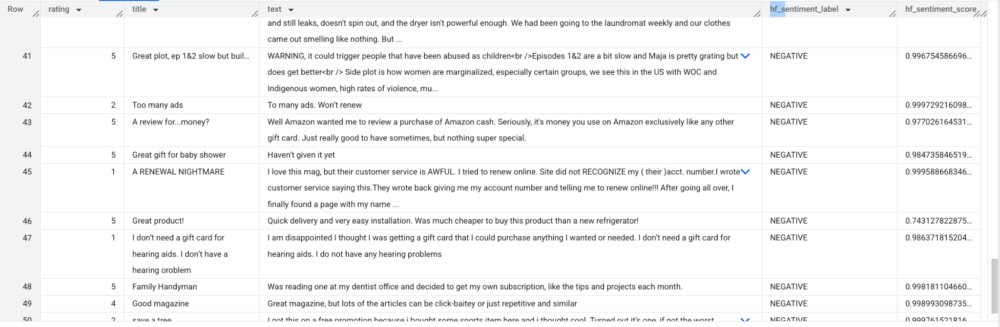 Row rating title text hf_sentiment_label hf_sentiment_score
and still leaks, doesn't spin out, and the dryer isn't powerful enough. We had been going to the laundromat weekly and our clothes
came out smelling like nothing. But ...
41 5 Great plot, ep 1&2 slow but buil... WARNING, it could trigger people that have been abused as children<br />Episodes 1&2 are a bit slow and Maja is pretty grating but NEGATIVE 0.996754586696...
does get better<br /> Side plot is how women are marginalized, especially certain groups, we see this in the US with WOC and
Indigenous women, high rates of violence, mu...
42 2 Too many ads To many ads. Won’t renew NEGATIVE 0.999729216098...
43 5 A review for...money? Well Amazon wanted me to review a purchase of Amazon cash. Seriously, it's money you use on Amazon exclusively like any other NEGATIVE 0.977026164531...
gift card. Just really good to have sometimes, but nothing super special.
44 5 Great gift for baby shower Haven’t given it yet NEGATIVE 0.984735846519...
45 1 A RENEWAL NIGHTMARE I love this mag, but their customer service is AWFUL. I tried to renew online. Site did not RECOGNIZE my ( their )acct. number.I wrote NEGATIVE 0.999588668346...
customer service saying this.They wrote back giving me my account number and telling me to renew online!!! After going all over, I
finally found a page with my name ...
46 5 Great product! Quick delivery and very easy installation. Was much cheaper to buy this product than a new refrigerator! NEGATIVE 0.743127822875...
47 1 I don’t need a gift card for I am disappointed I thought I was getting a gift card that I could purchase anything I wanted or needed. I don’t need a gift card for NEGATIVE 0.986371815204...
hearing aids. I don’t have a hearing aids. I do not have any hearing problems
hearing oroblem
48 5 Family Handyman Was reading one at my dentist office and decided to get my own subscription, like the tips and projects each month. NEGATIVE 0.998181104660...
49 4 Good magazine Great magazine, but lots of the articles can be click-baitey or just repetitive and similar NEGATIVE 0.998993098735...
50 2 save a tree I got this on a free promotion because i bought some sports item here and i thought cool. Turned out it's one, if not the worst NEGATIVE 0.999761521816...